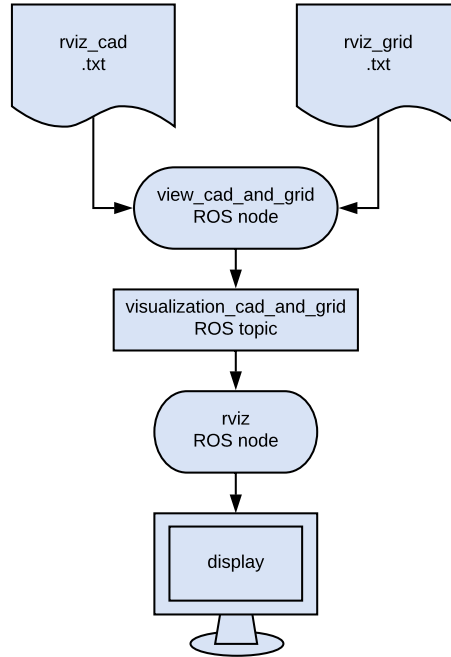 rviz_cad
.txt
rviz_grid
.txt
view_cad_and_grid
ROS node
visualization_cad_and_grid
ROS topic
rviz
ROS node
display